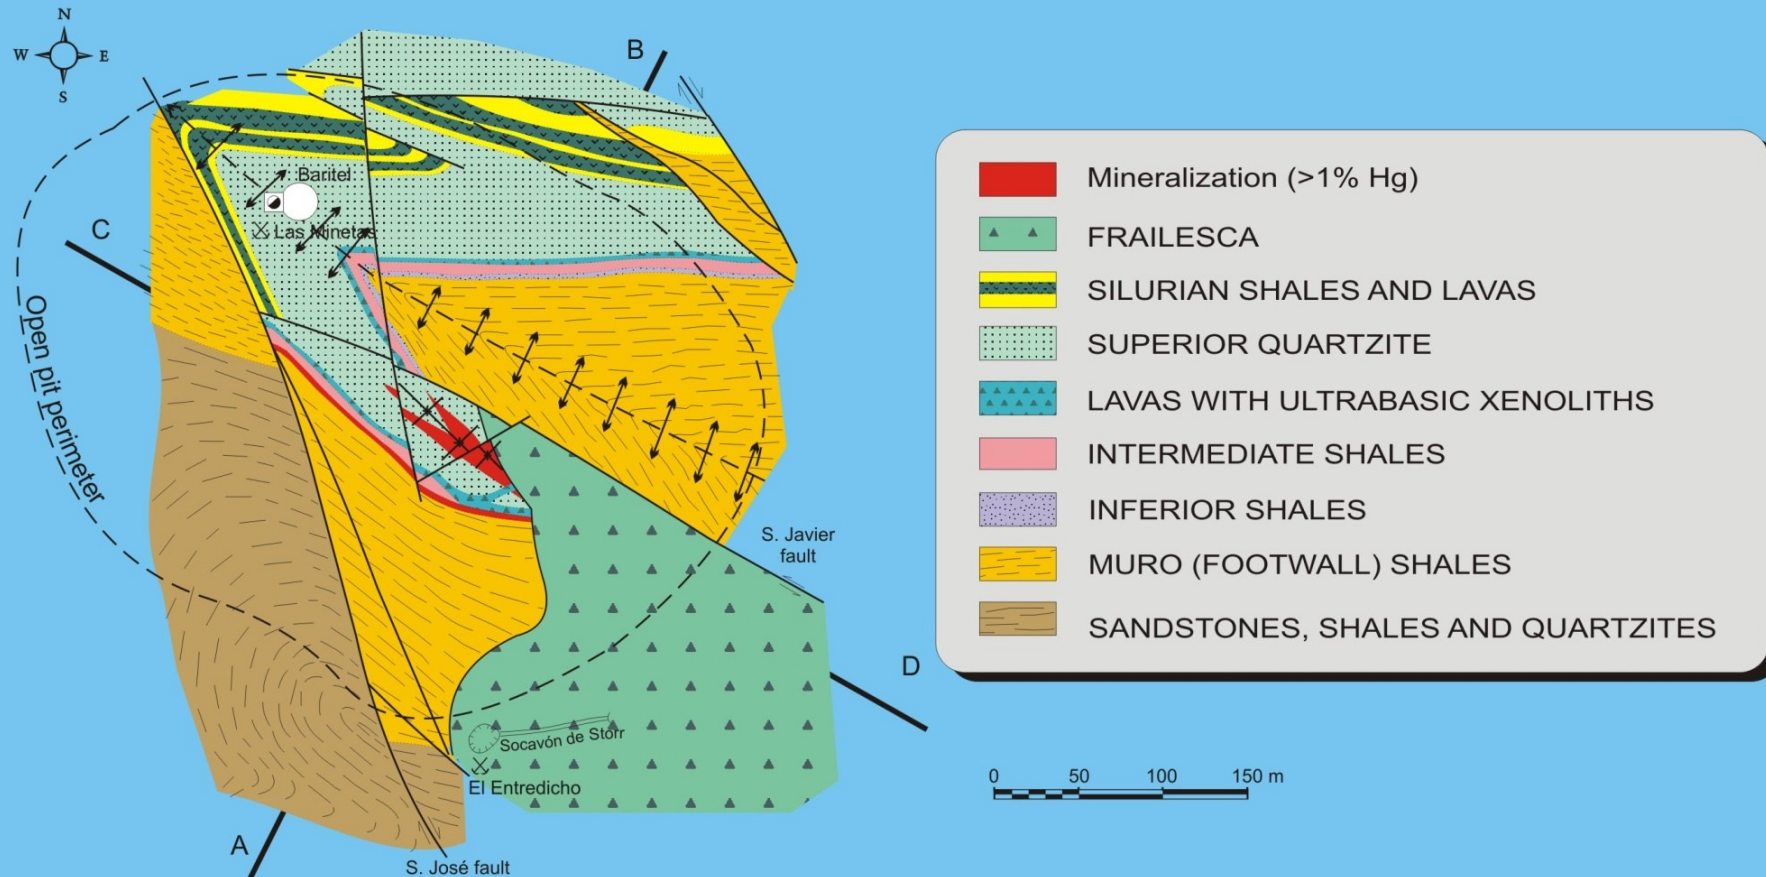 N
W
E
S
B
Baritel
Las Minetas
C
Open pit perimeter
S. Javier
fault
D
Socavón de Storr
El Entredicho
A
S. José fault
Mineralization (>1% Hg)
FRAILESCA
SILURIAN SHALES AND LAVAS
SUPERIOR QUARTZITE
LAVAS WITH ULTRABASIC XENOLITHS
INTERMEDIATE SHALES
INFERIOR SHALES
MURO (FOOTWALL) SHALES
SANDSTONES, SHALES AND QUARTZITES
0 50 100 150 m